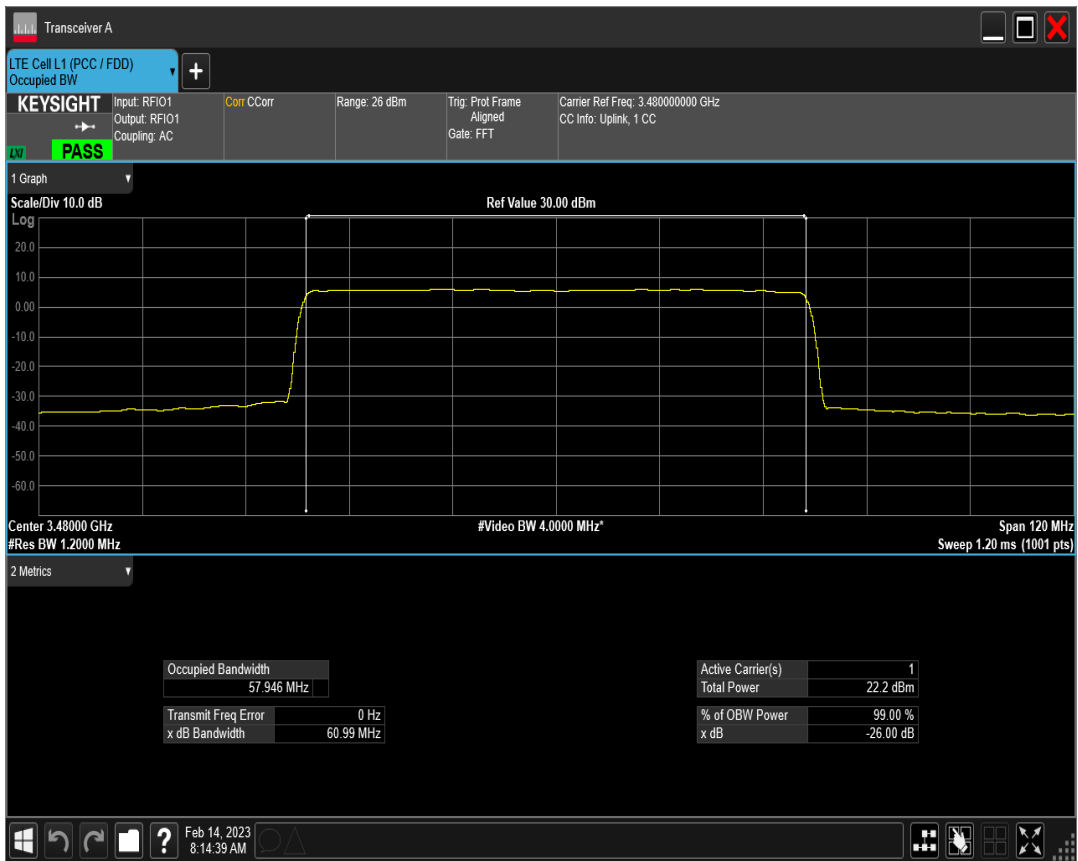 Transceiver A
LTE Cell L1 (PCC / FDD)
Occupied BW
KEYSIGHT
LXI
PASS
Input: RFIO1
Output: RFIO1
Coupling: AC
Corr CCorr
Range: 26 dBm
Trig: Prot Frame
Aligned
Gate: FFT
Carrier Ref Freq: 3.480000000 GHz
CC Info: Uplink, 1 CC
1 Graph
Scale/Div 10.0 dB
Ref Value 30.00 dBm
Log
20.0
10.0
0.00
-10.0
-20.0
-30.0
-40.0
-50.0
-60.0
Center 3.48000 GHz
#Video BW 4.0000 MHz*
Span 120 MHz
#Res BW 1.2000 MHz
Sweep 1.20 ms (1001 pts)
2 Metrics
Occupied Bandwidth
57.946 MHz
Transmit Freq Error 0 Hz
x dB Bandwidth 60.99 MHz
Active Carrier(s) 1
Total Power 22.2 dBm
% of OBW Power 99.00 %
x dB -26.00 dB
Feb 14, 2023
8:14:39 AM